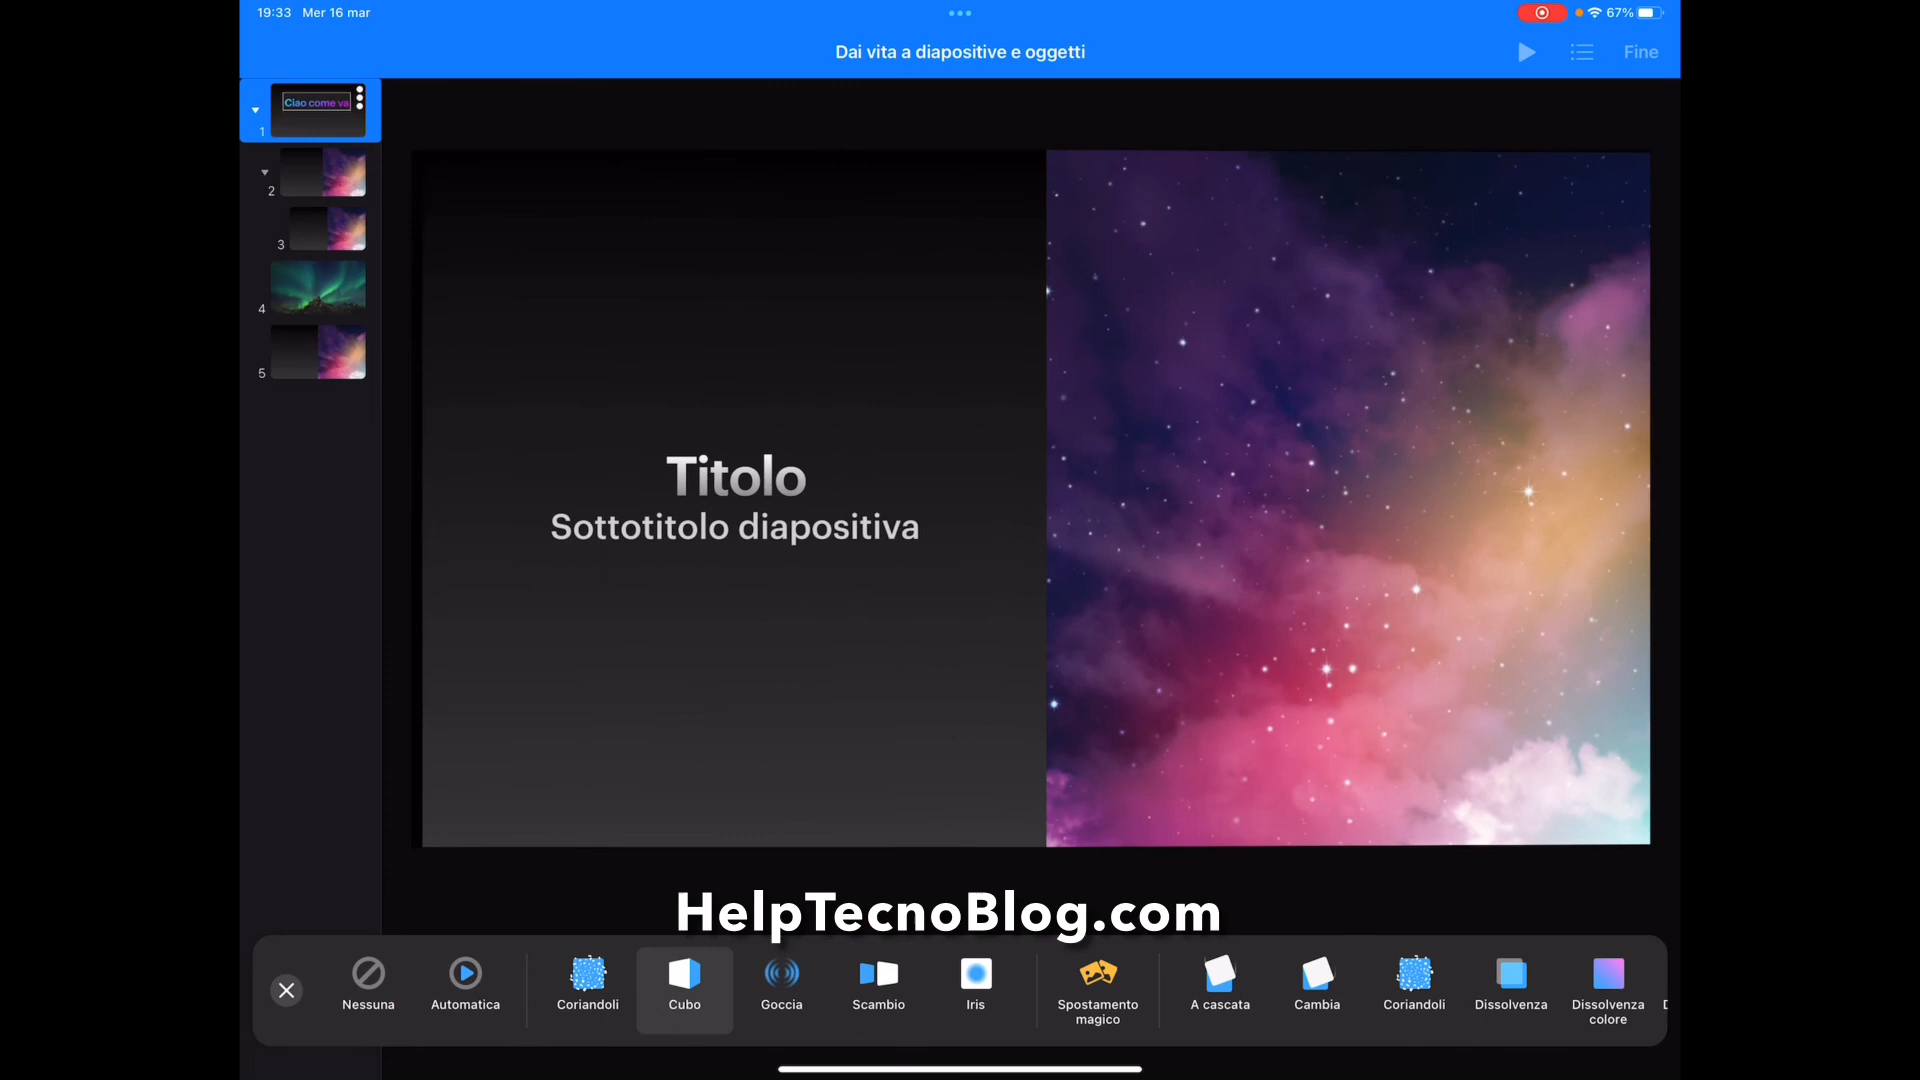 19:33 Mer 16 mar
67%
Dai vita a diapositive e oggetti
Fine
Ciao come va
1
2
3
4
5
Titolo
Sottotitolo diapositiva
HelpTecnoBlog.com
Nessuna
Automatica
Coriandoli
Cubo
Goccia
Scambio
Iris
Spostamento
magico
A cascata
Cambia
Coriandoli
Dissolvenza
Dissolvenza
colore